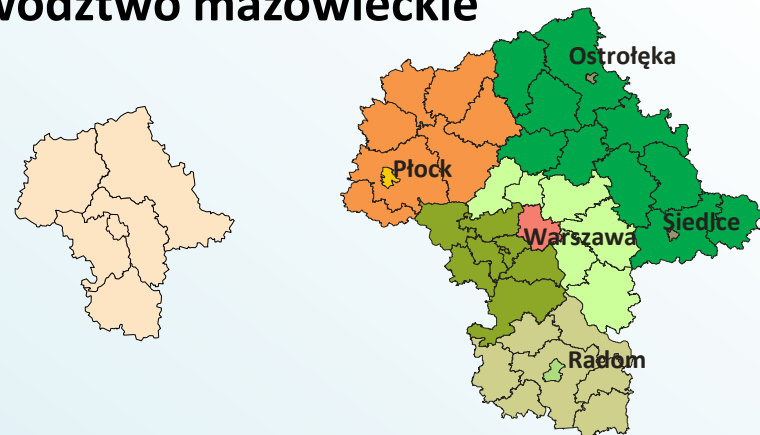 wództwo mazowieckie
Ostrołęka
Płock
Siedlce
Warszawa
Radom